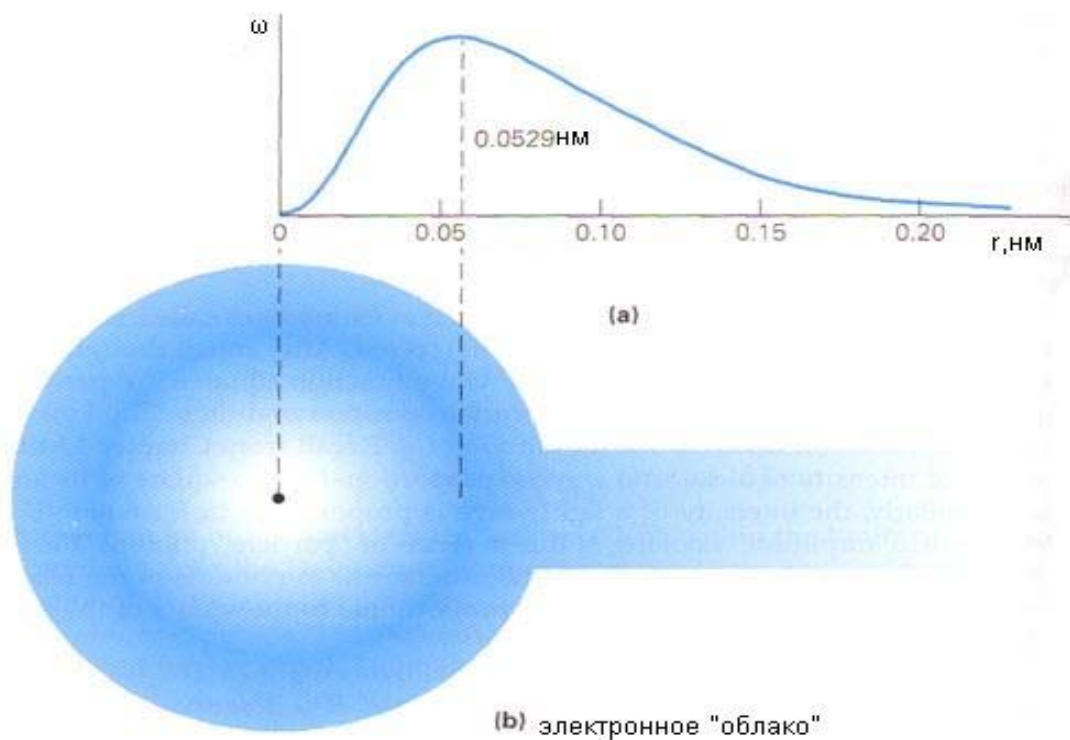 ω
0.0529нм
0 0.05 0.10 0.15 0.20 r,нм
(a)
(b) электронное "облако"